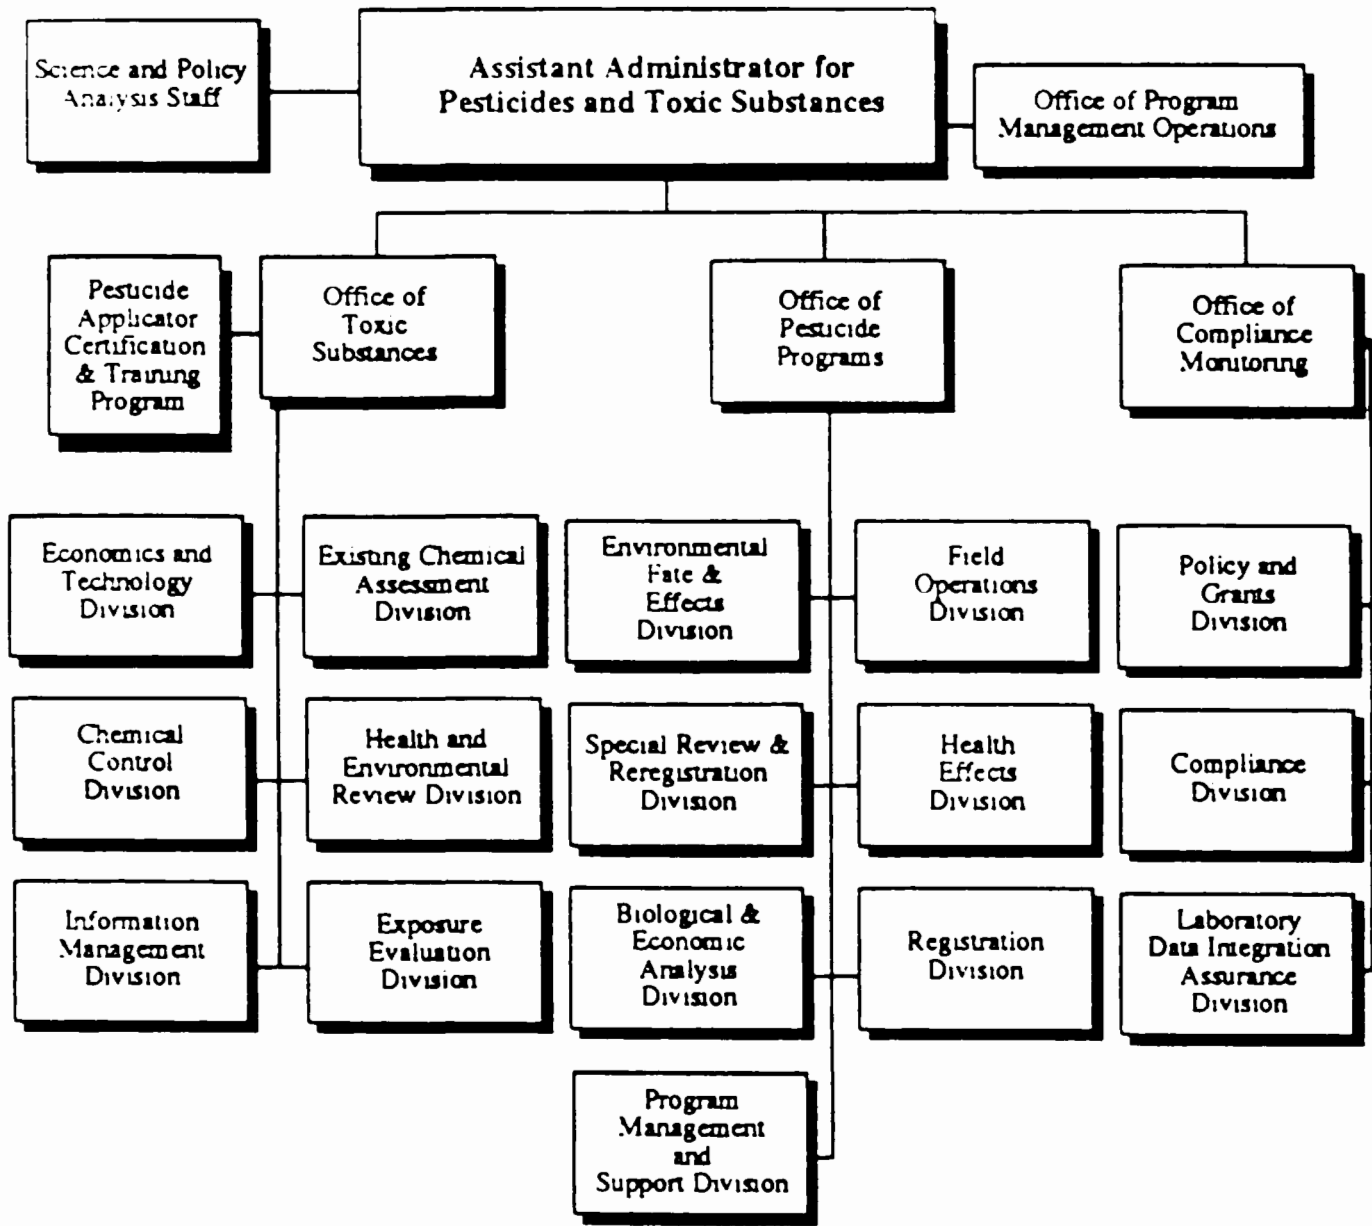 Science and Policy
Analysis Staff
Assistant Administrator for
Pesticides and Toxic Substances
Office of Program
Management Operations
Pesticide
Applicator
Certification
& Training
Program
Office of
Toxic
Substances
Office of
Pesticide
Programs
Office of
Compliance
Monitoring
Economics and
Technology
Division
Existing Chemical
Assessment
Division
Environmental
Fate &
Effects
Division
Field
Operations
Division
Policy and
Grants
Division
Chemical
Control
Division
Health and
Environmental
Review Division
Special Review &
Reregistration
Division
Health
Effects
Division
Compliance
Division
Information
Management
Division
Exposure
Evaluation
Division
Biological &
Economic
Analysis
Division
Registration
Division
Laboratory
Data Integration
Assurance
Division
Program
Management
and
Support Division